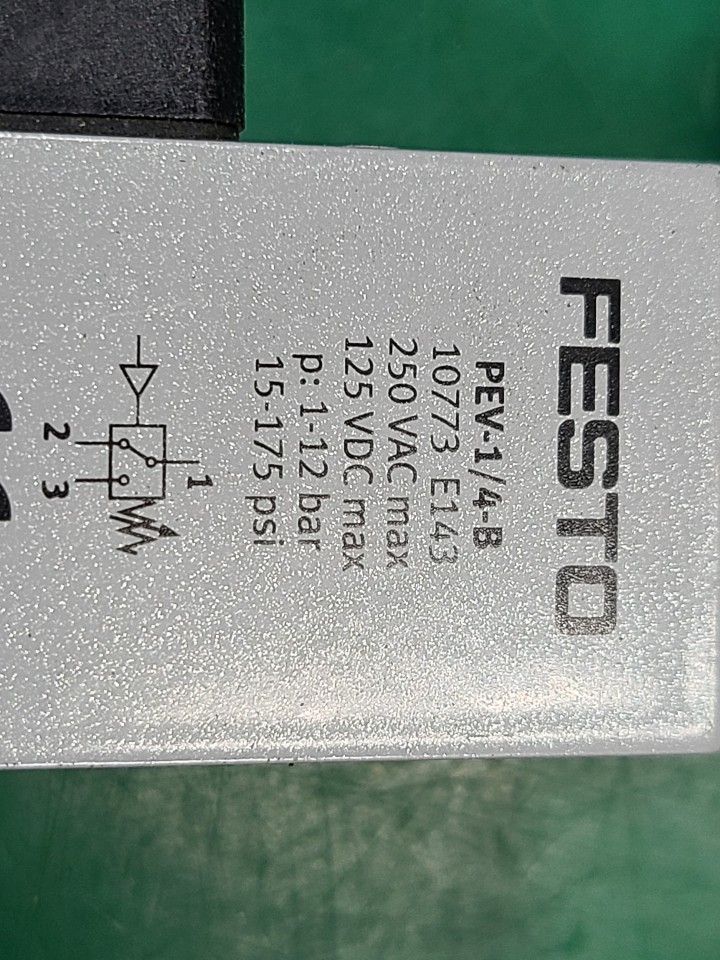 FESTO
PEV-1/4-B
10773 E143
250 VAC max
125 VDC max
p: 1-12 bar
15-175 psi
1
2 3